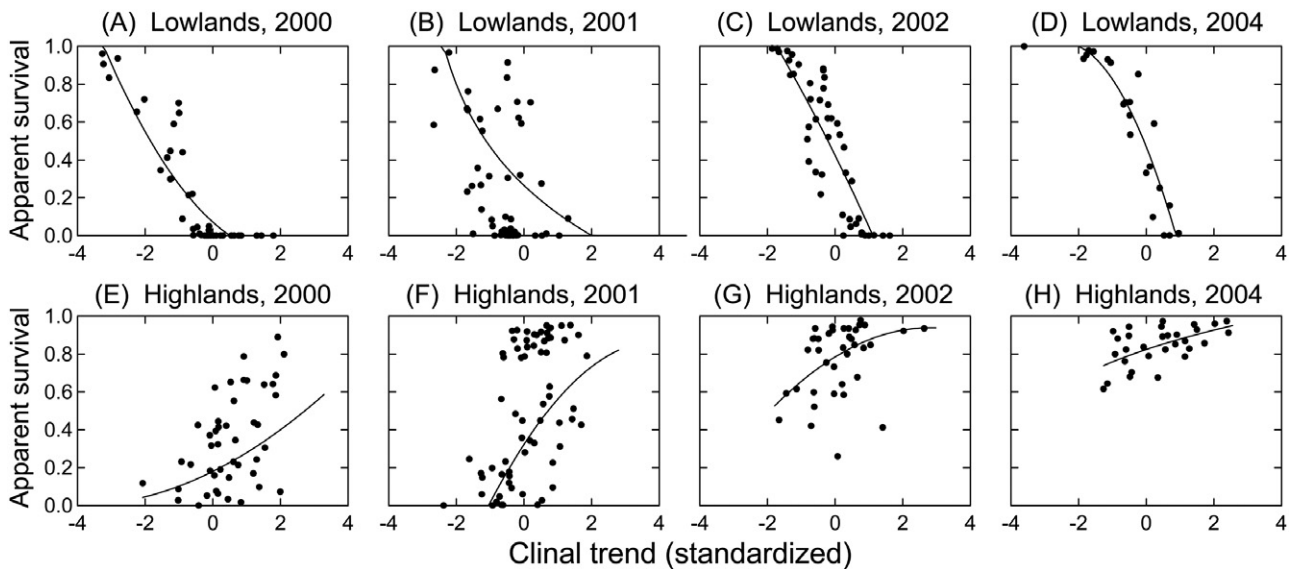 (A) Lowlands, 2000 (B) Lowlands, 2001 (C) Lowlands, 2002 (D) Lowlands, 2004
Apparent survival
1.0
0.8
0.6
0.4
0.2
0.0
-4 -2 0 2 4 -4 -2 0 2 4 -4 -2 0 2 4 -4 -2 0 2 4
(E) Highlands, 2000 (F) Highlands, 2001 (G) Highlands, 2002 (H) Highlands, 2004
Apparent survival
1.0
0.8
0.6
0.4
0.2
0.0
-4 -2 0 2 4 -4 -2 0 2 4 -4 -2 0 2 4 -4 -2 0 2 4
Clinal trend (standardized)